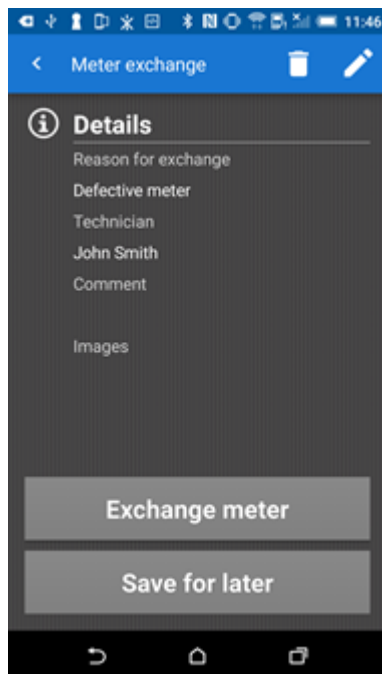 11:46
Meter exchange
Details
Reason for exchange
Defective meter
Technician
John Smith
Comment
Images
Exchange meter
Save for later